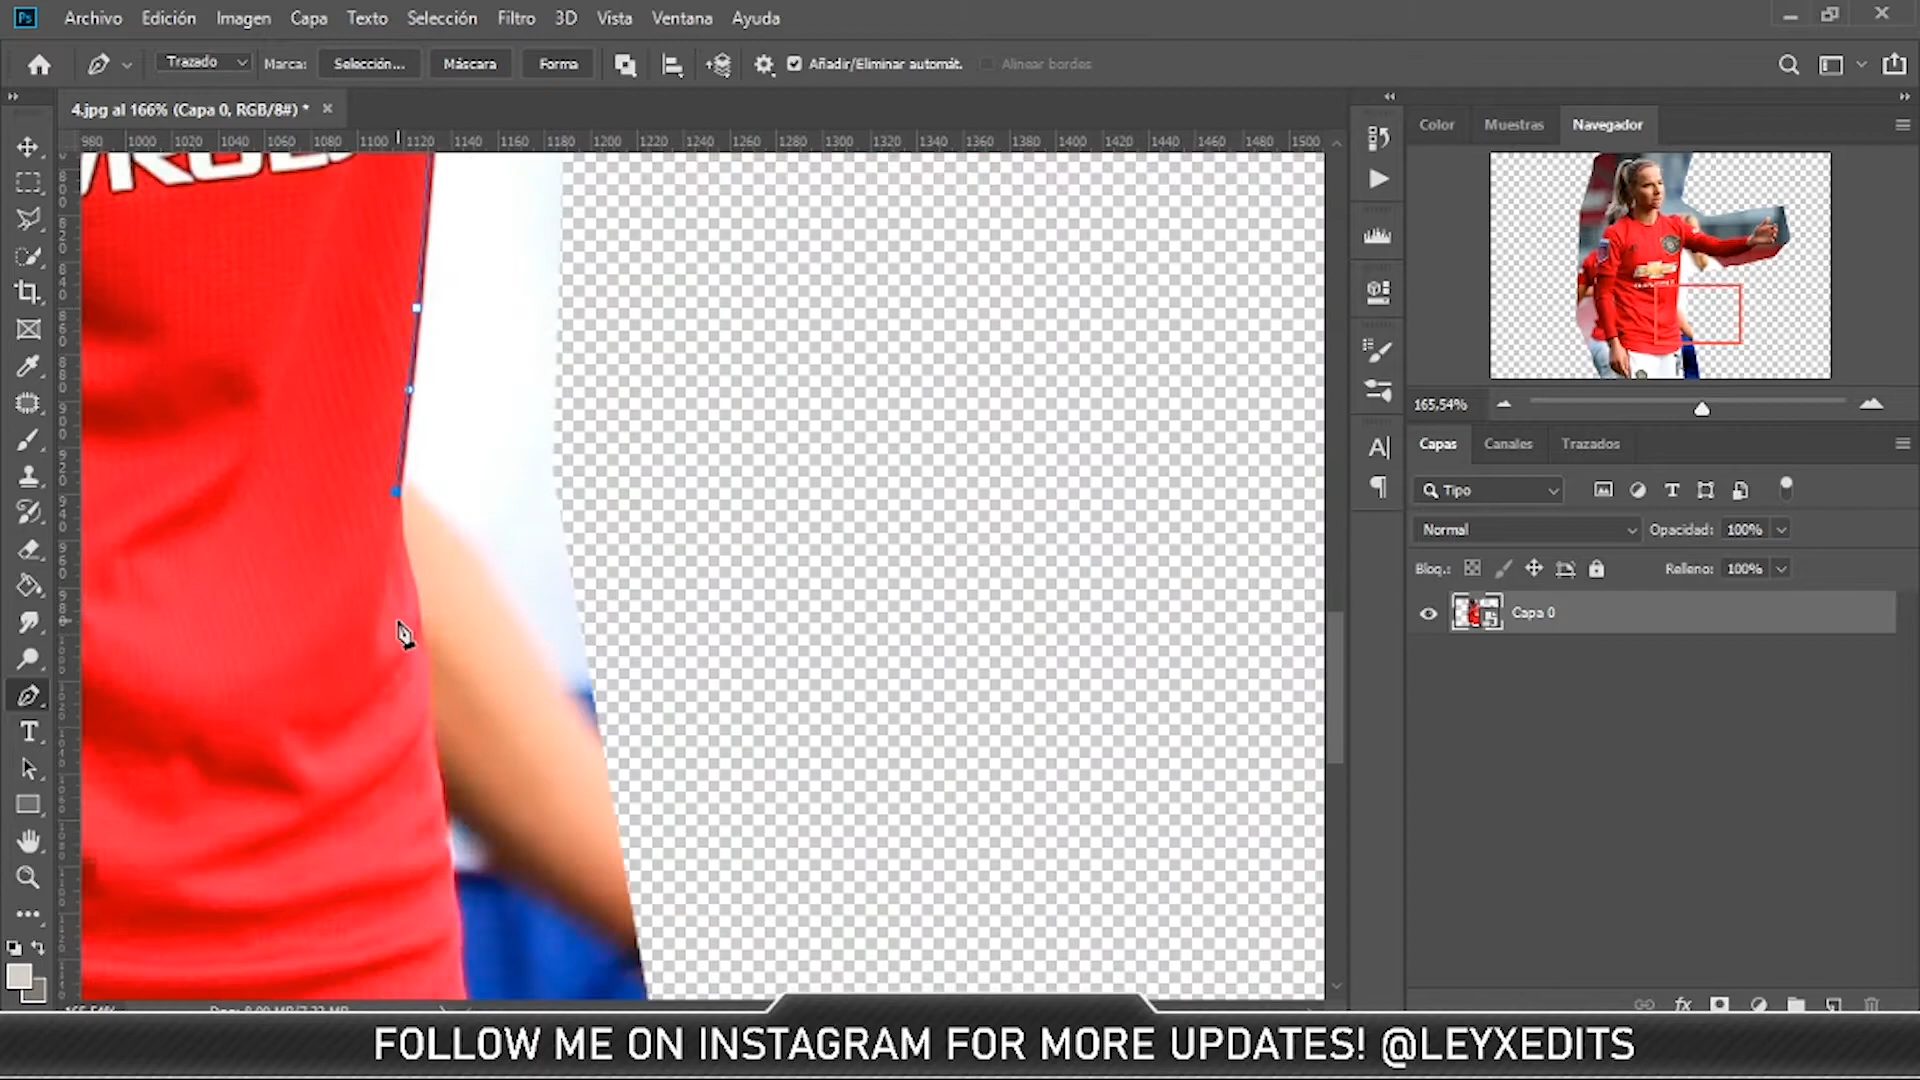 Ps Archivo Edición Imagen Capa Texto Selección Filtro 3D Vista Ventana Ayuda
Trazado Marca: Selección... Máscara Forma Añadir/Eliminar automát. Alinear bordes
4.jpg al 166% (Capa 0, RGB/8#) *
Color Muestras Navegador
980 1000 1020 1040 1060 1080 1100 1120 1140 1160 1180 1200 1220 1240 1260 1280 1300 1320 1340 1360 1380 1400 1420 1440 1460 1480 1500
165,54%
Capas Canales Trazados
Tipo
Normal Opacidad: 100%
Bloq.: Relleno: 100%
Capa 0
fx
FOLLOW ME ON INSTAGRAM FOR MORE UPDATES! @LEYXEDITS